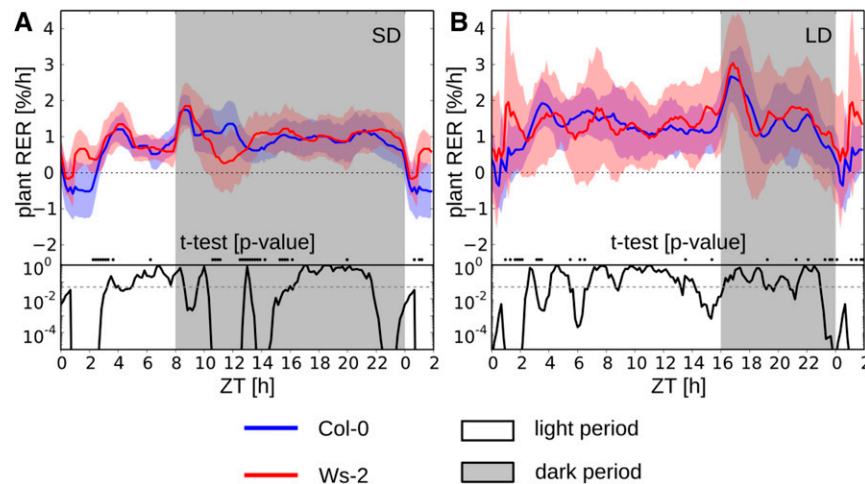 A
SD
plant RER [%/h]
4
3
2
1
0
−1
−2
t-test [p-value]
10^0
10^-2
10^-4
0 2 4 6 8 10 12 14 16 20 0 2
ZT [h]
B
LD
plant RER [%/h]
4
3
2
1
0
−1
−2
t-test [p-value]
10^0
10^-2
10^-4
0 2 4 6 8 10 12 14 16 18 20 22 0 2
ZT [h]
Col-0
light period
Ws-2
dark period